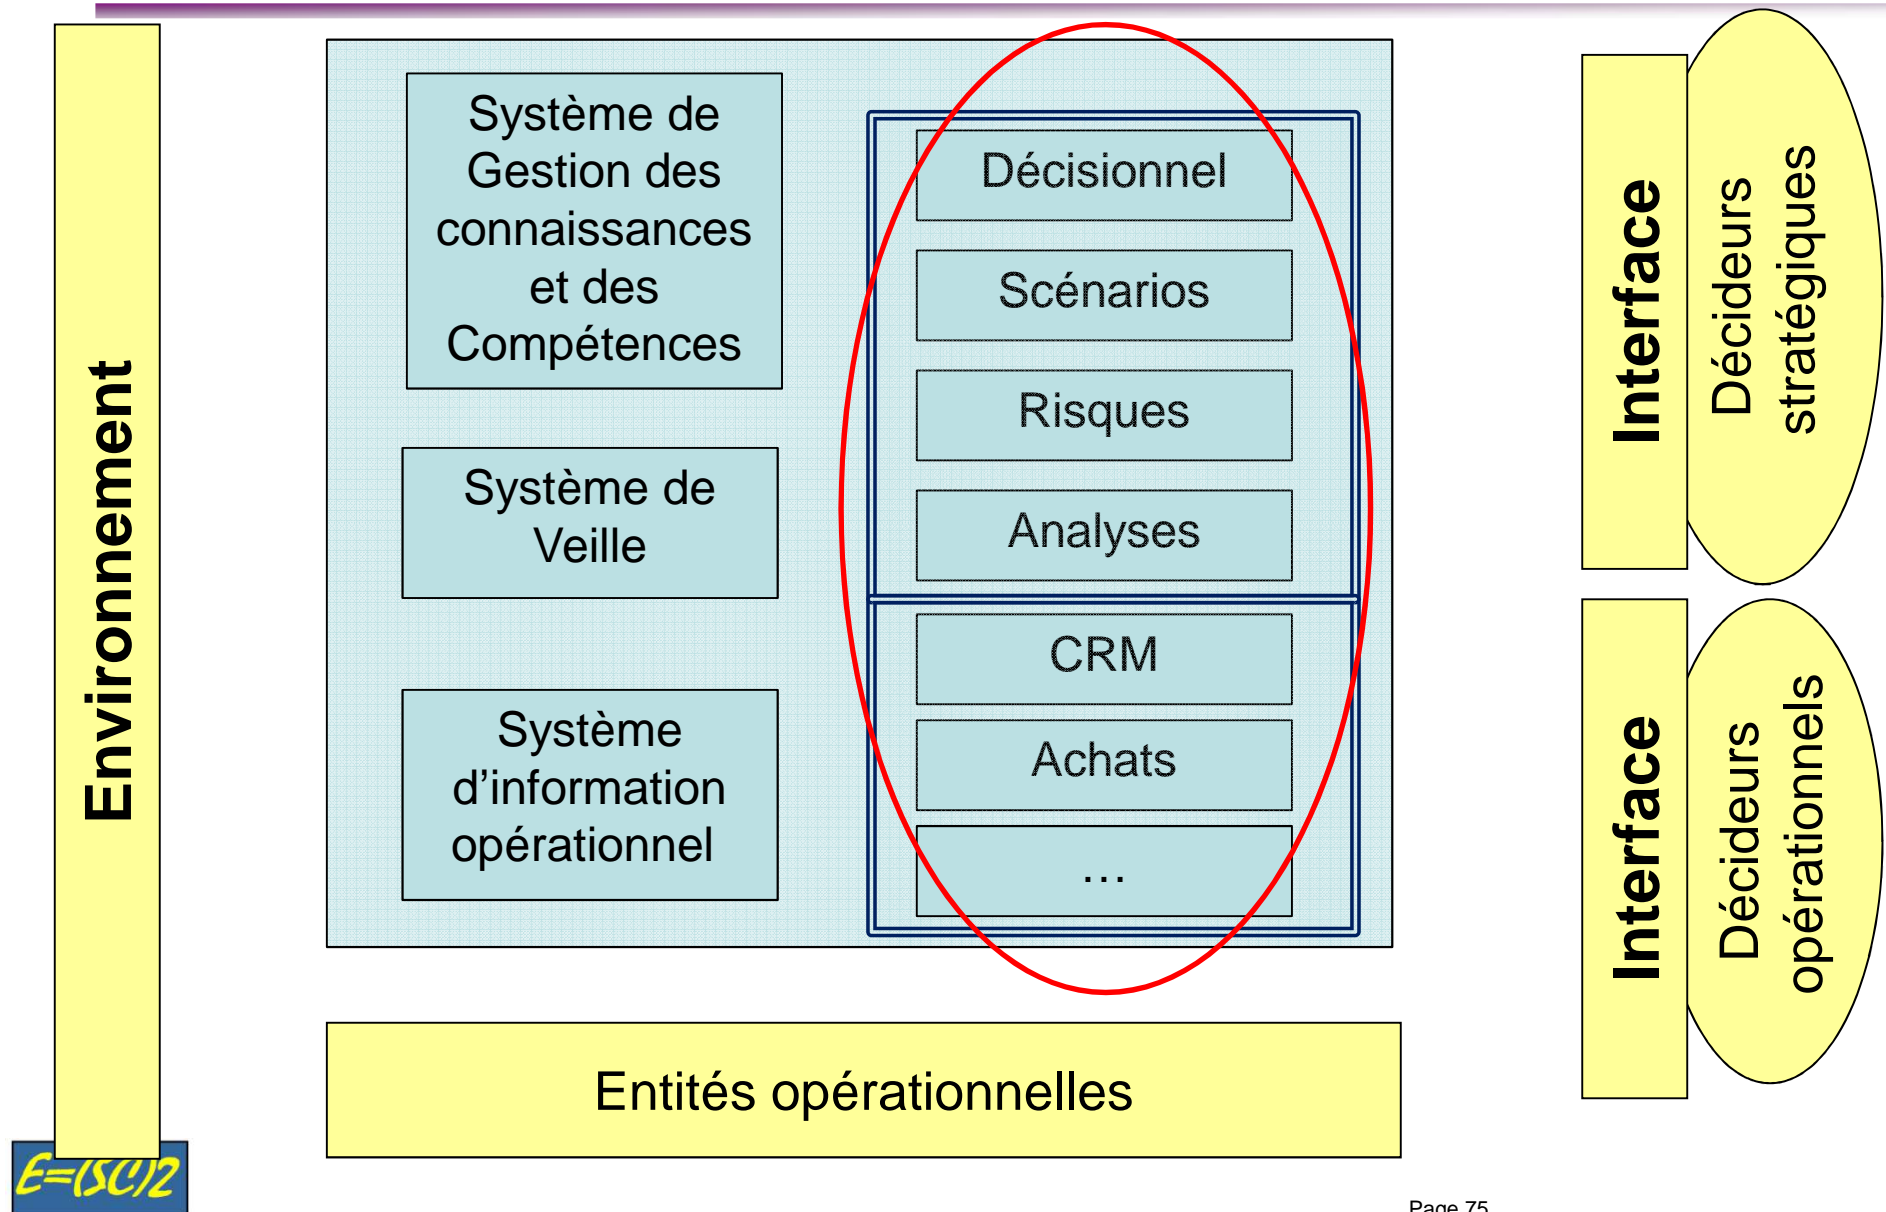 Environnement
Système de
Gestion des
connaissances
et des
Compétences
Système de
Veille
Système
d’information
opérationnel
Décisionnel
Scénarios
Risques
Analyses
CRM
Achats
…
Interface
Décideurs
stratégiques
Interface
Décideurs
opérationnels
Entités opérationnelles
E=(SC)2
Page 75